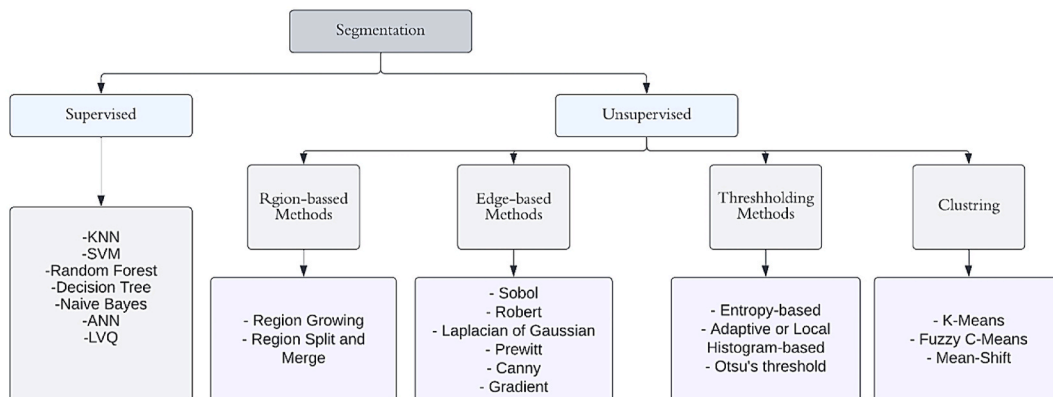 Segmentation
Supervised
Unsupervised
Rgion-bassed
Methods
Edge-based
Methods
Threshholding
Methods
Clustring
-KNN
-SVM
-Random Forest
-Decision Tree
-Naive Bayes
-ANN
-LVQ
- Region Growing
- Region Split and
Merge
- Sobol
- Robert
- Laplacian of Gaussian
- Prewitt
- Canny
- Gradient
- Entropy-based
- Adaptive or Local
Histogram-based
- Otsu's threshold
- K-Means
- Fuzzy C-Means
- Mean-Shift